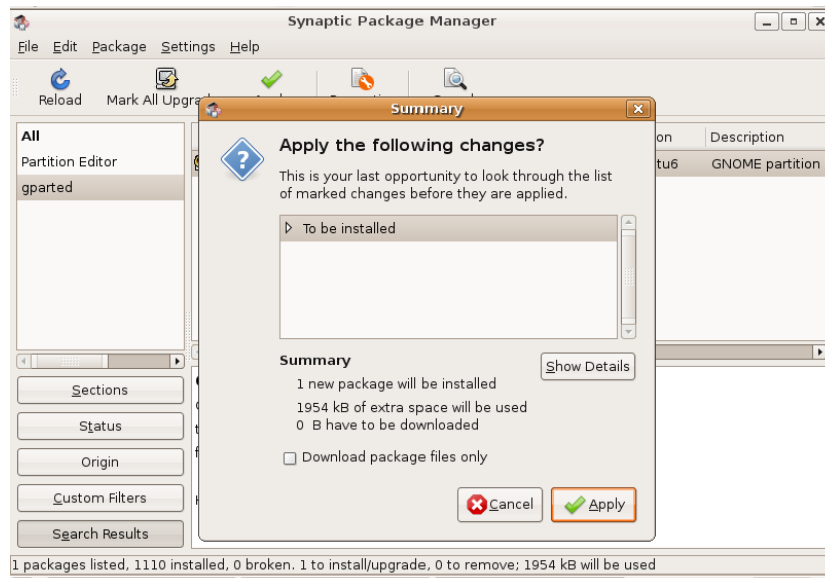 Synaptic Package Manager
File Edit Package Settings Help
Reload Mark All
Summary
All
Partition Editor
gparted
Description
GNOME partition
Apply the following changes?
This is your last opportunity to look through the list
of marked changes before they are applied.
To be installed
Summary
Show Details
1 new package will be installed
1954 kB of extra space will be used
0 B have to be downloaded
Download package files only
Cancel Apply
Sections
Status
Origin
Custom Filters
Search Results
1 packages listed, 1110 installed, 0 broken. 1 to install/upgrade, 0 to remove; 1954 kB will be used